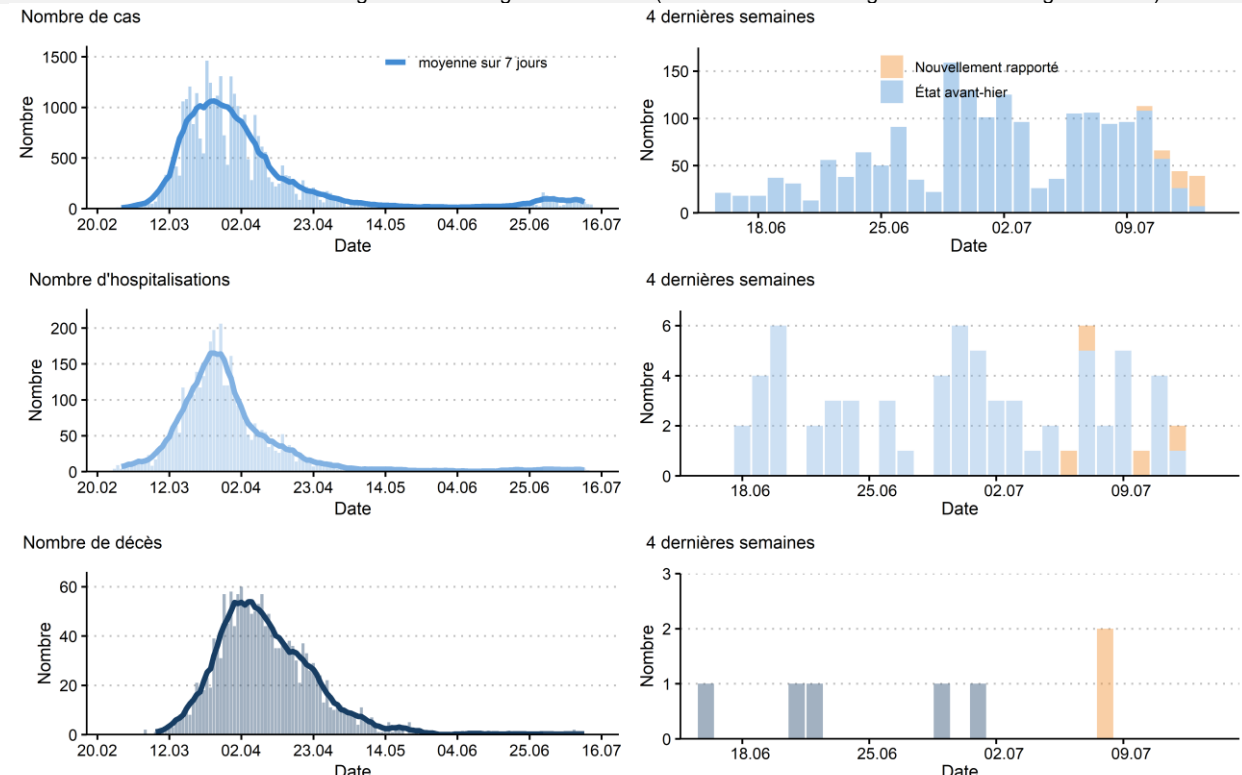 Nombre de cas
4 dernières semaines
1500
1000
500
0
Nombre
moyenne sur 7 jours
20.02 12.03 02.04 23.04 14.05 04.06 25.06 16.07
Date
150
100
50
0
Nombre
Nouvellement rapporté
État avant-hier
18.06 25.06 02.07 09.07
Date
Nombre d'hospitalisations
4 dernières semaines
200
150
100
50
0
Nombre
20.02 12.03 02.04 23.04 14.05 04.06 25.06 16.07
Date
6
4
2
0
Nombre
18.06 25.06 02.07 09.07
Date
Nombre de décès
4 dernières semaines
60
40
20
0
Nombre
20.02 12.03 02.04 23.04 14.05 04.06 25.06 16.07
Date
3
2
1
0
Nombre
18.06 25.06 02.07 09.07
Date